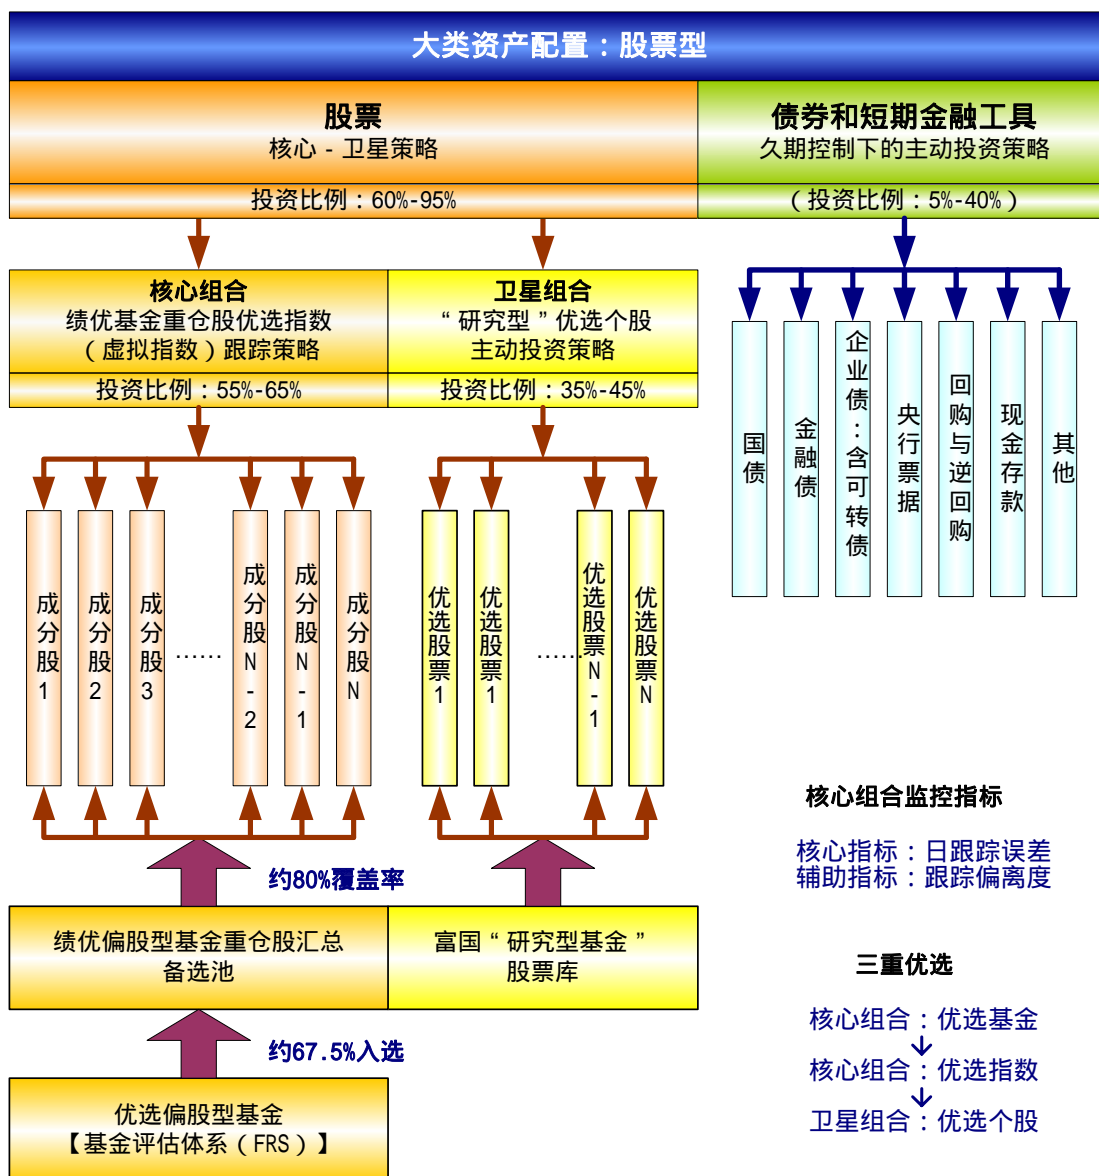 大类资产配置：股票型
股票
核心 - 卫星策略
投资比例：60%-95%
债券和短期金融工具
久期控制下的主动投资策略
（投资比例：5%-40%）
核心组合
绩优基金重仓股优选指数
（虚拟指数）跟踪策略
投资比例：55%-65%
卫星组合
“研究型”优选个股
主动投资策略
投资比例：35%-45%
国债
金融债
企业债：含可转债
央行票据
回购与逆回购
现金存款
其他
成分股1
成分股2
成分股3
……
成分股N-2
成分股N-1
成分股N
优选股票1
优选股票1
……
优选股票N-1
优选股票N
约80%覆盖率
绩优偏股型基金重仓股汇总
备选池
富国“研究型基金”
股票库
约67.5%入选
优选偏股型基金
【基金评估体系（FRS）】
核心组合监控指标
核心指标：日跟踪误差
辅助指标：跟踪偏离度
三重优选
核心组合：优选基金
核心组合：优选指数
卫星组合：优选个股